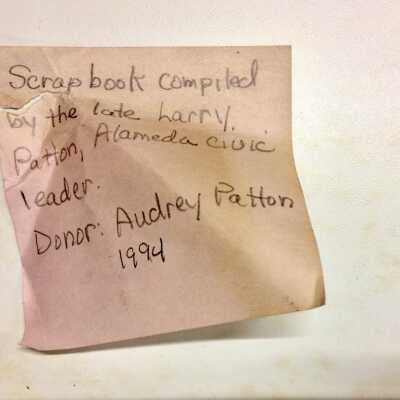 Scrapbook compiled
by the late Larry
Patton, Alameda civic
leader.
Donor: Audrey Patton
1994